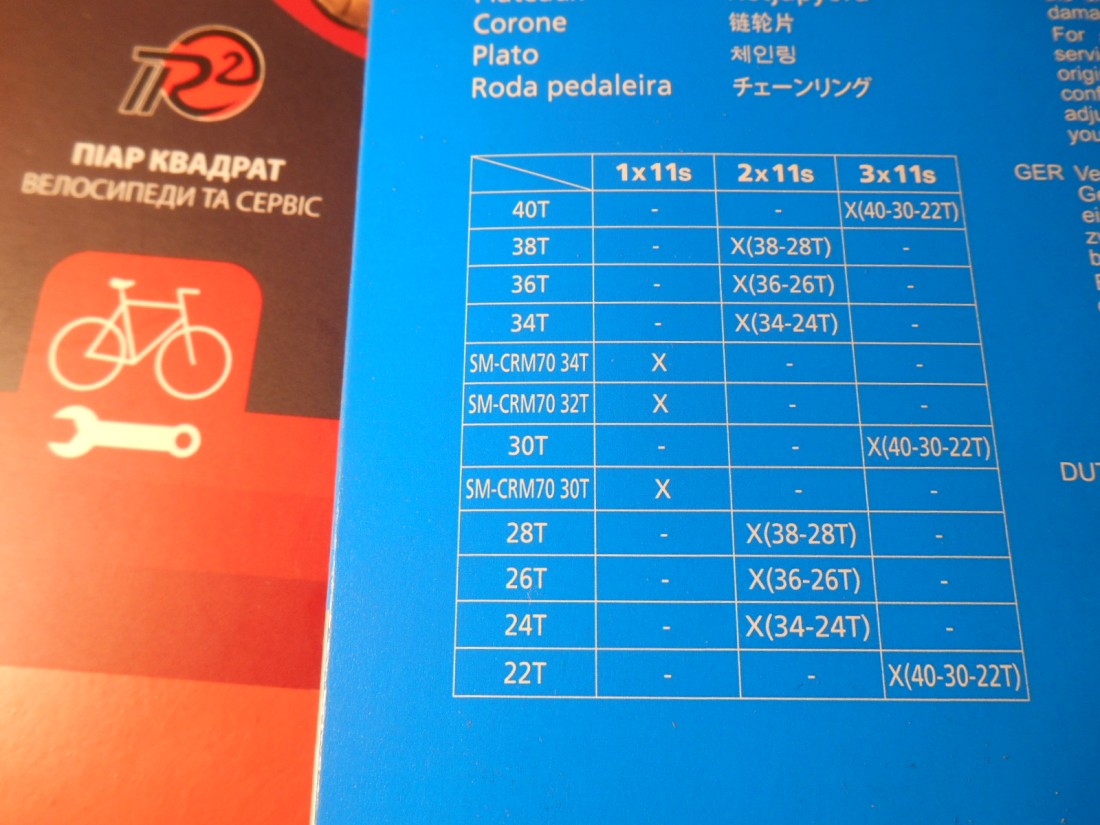 R2
ПІАР КВАДРАТ
ВЕЛОСИПЕДИ ТА СЕРВІС
Corone 链轮片
Plato 체인링
Roda pedaleira チェーンリング
1x11s 2x11s 3x11s
40T - - X(40-30-22T)
38T - X(38-28T) -
36T - X(36-26T) -
34T - X(34-24T) -
SM-CRM70 34T X - -
SM-CRM70 32T X - -
30T - - X(40-30-22T)
SM-CRM70 30T X - -
28T - X(38-28T) -
26T - X(36-26T) -
24T - X(34-24T) -
22T - - X(40-30-22T)
For
GER